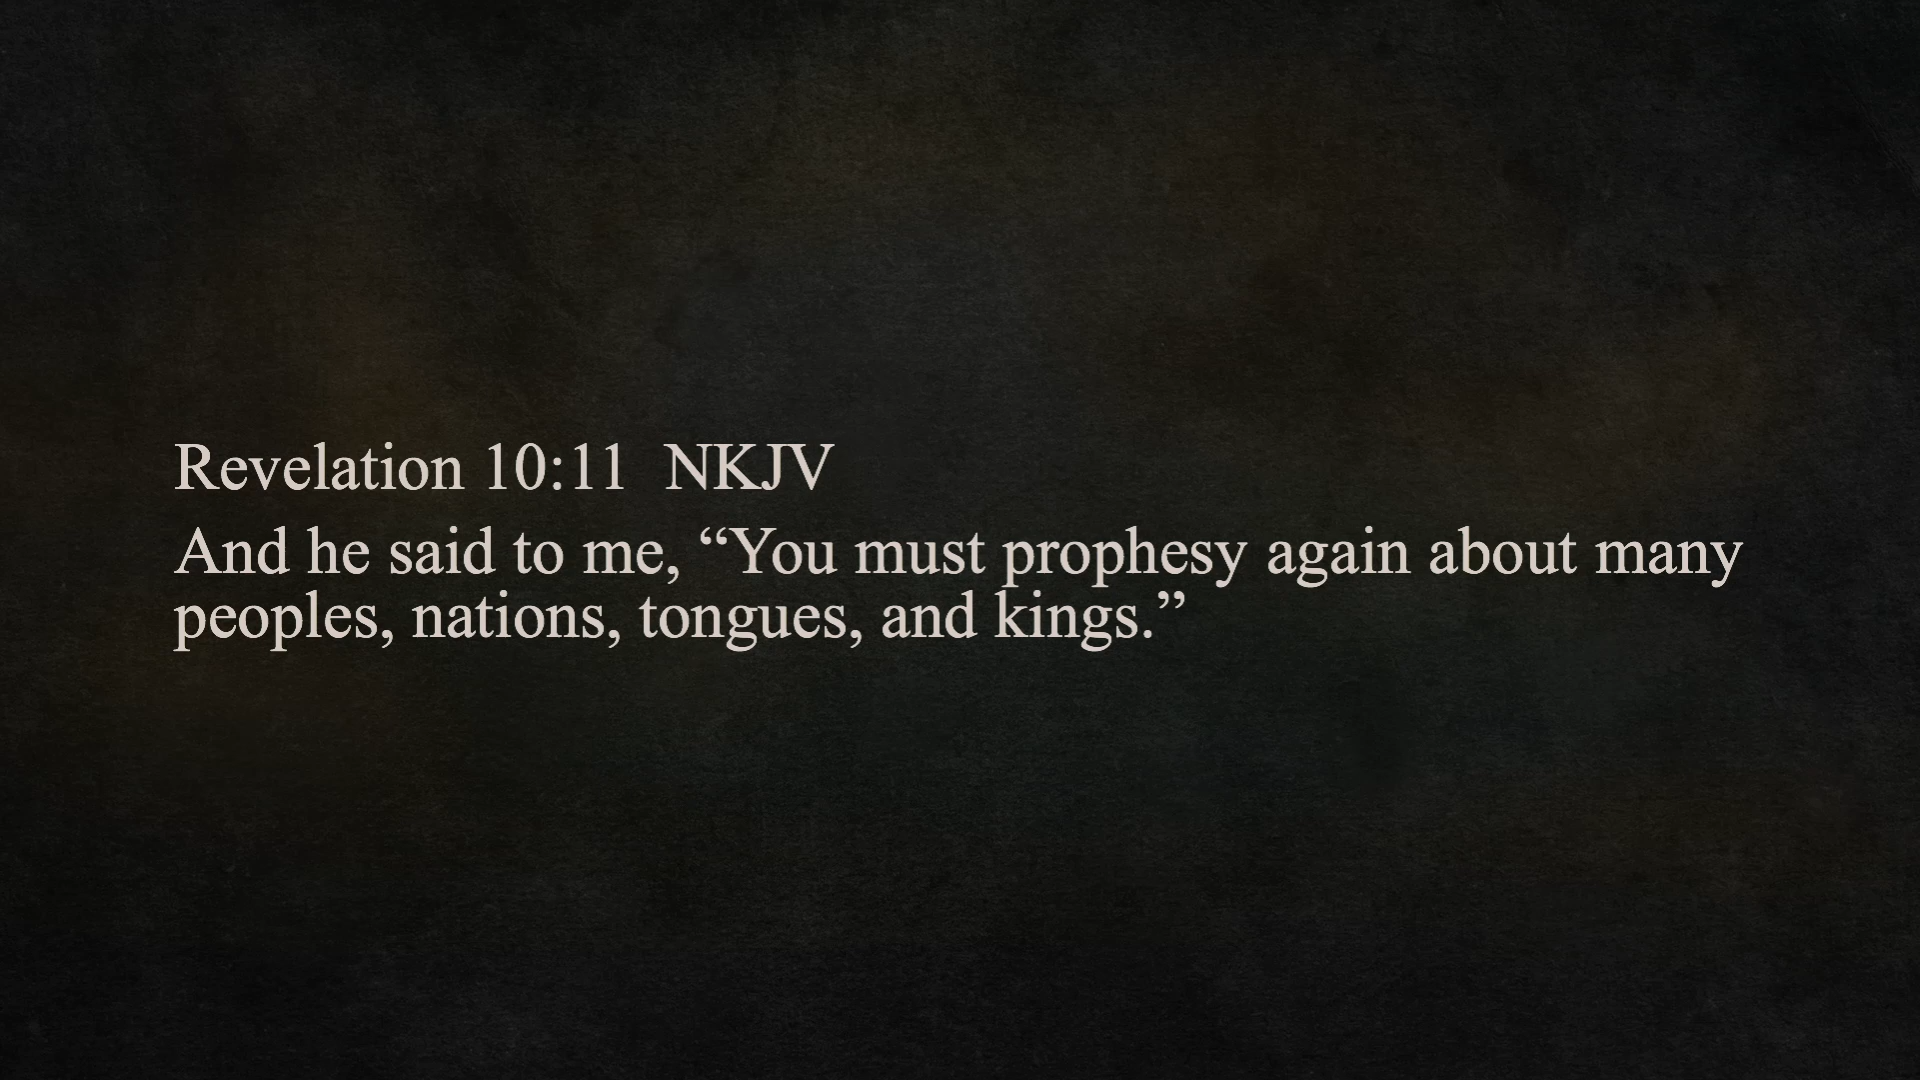 Revelation 10:11  NKJV
And he said to me, “You must prophesy again about many
peoples, nations, tongues, and kings.”